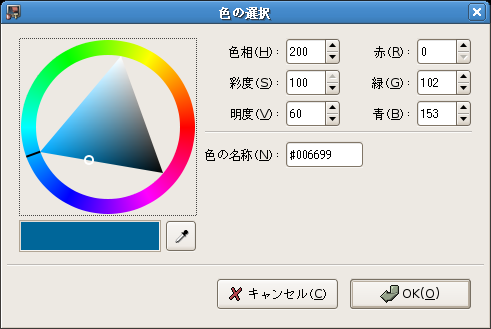 色の選択
色相(H): 200 赤(R): 0
彩度(S): 100 緑(G): 102
明度(V): 60 青(B): 153
色の名称(N): #006699
キャンセル(C) OK(O)